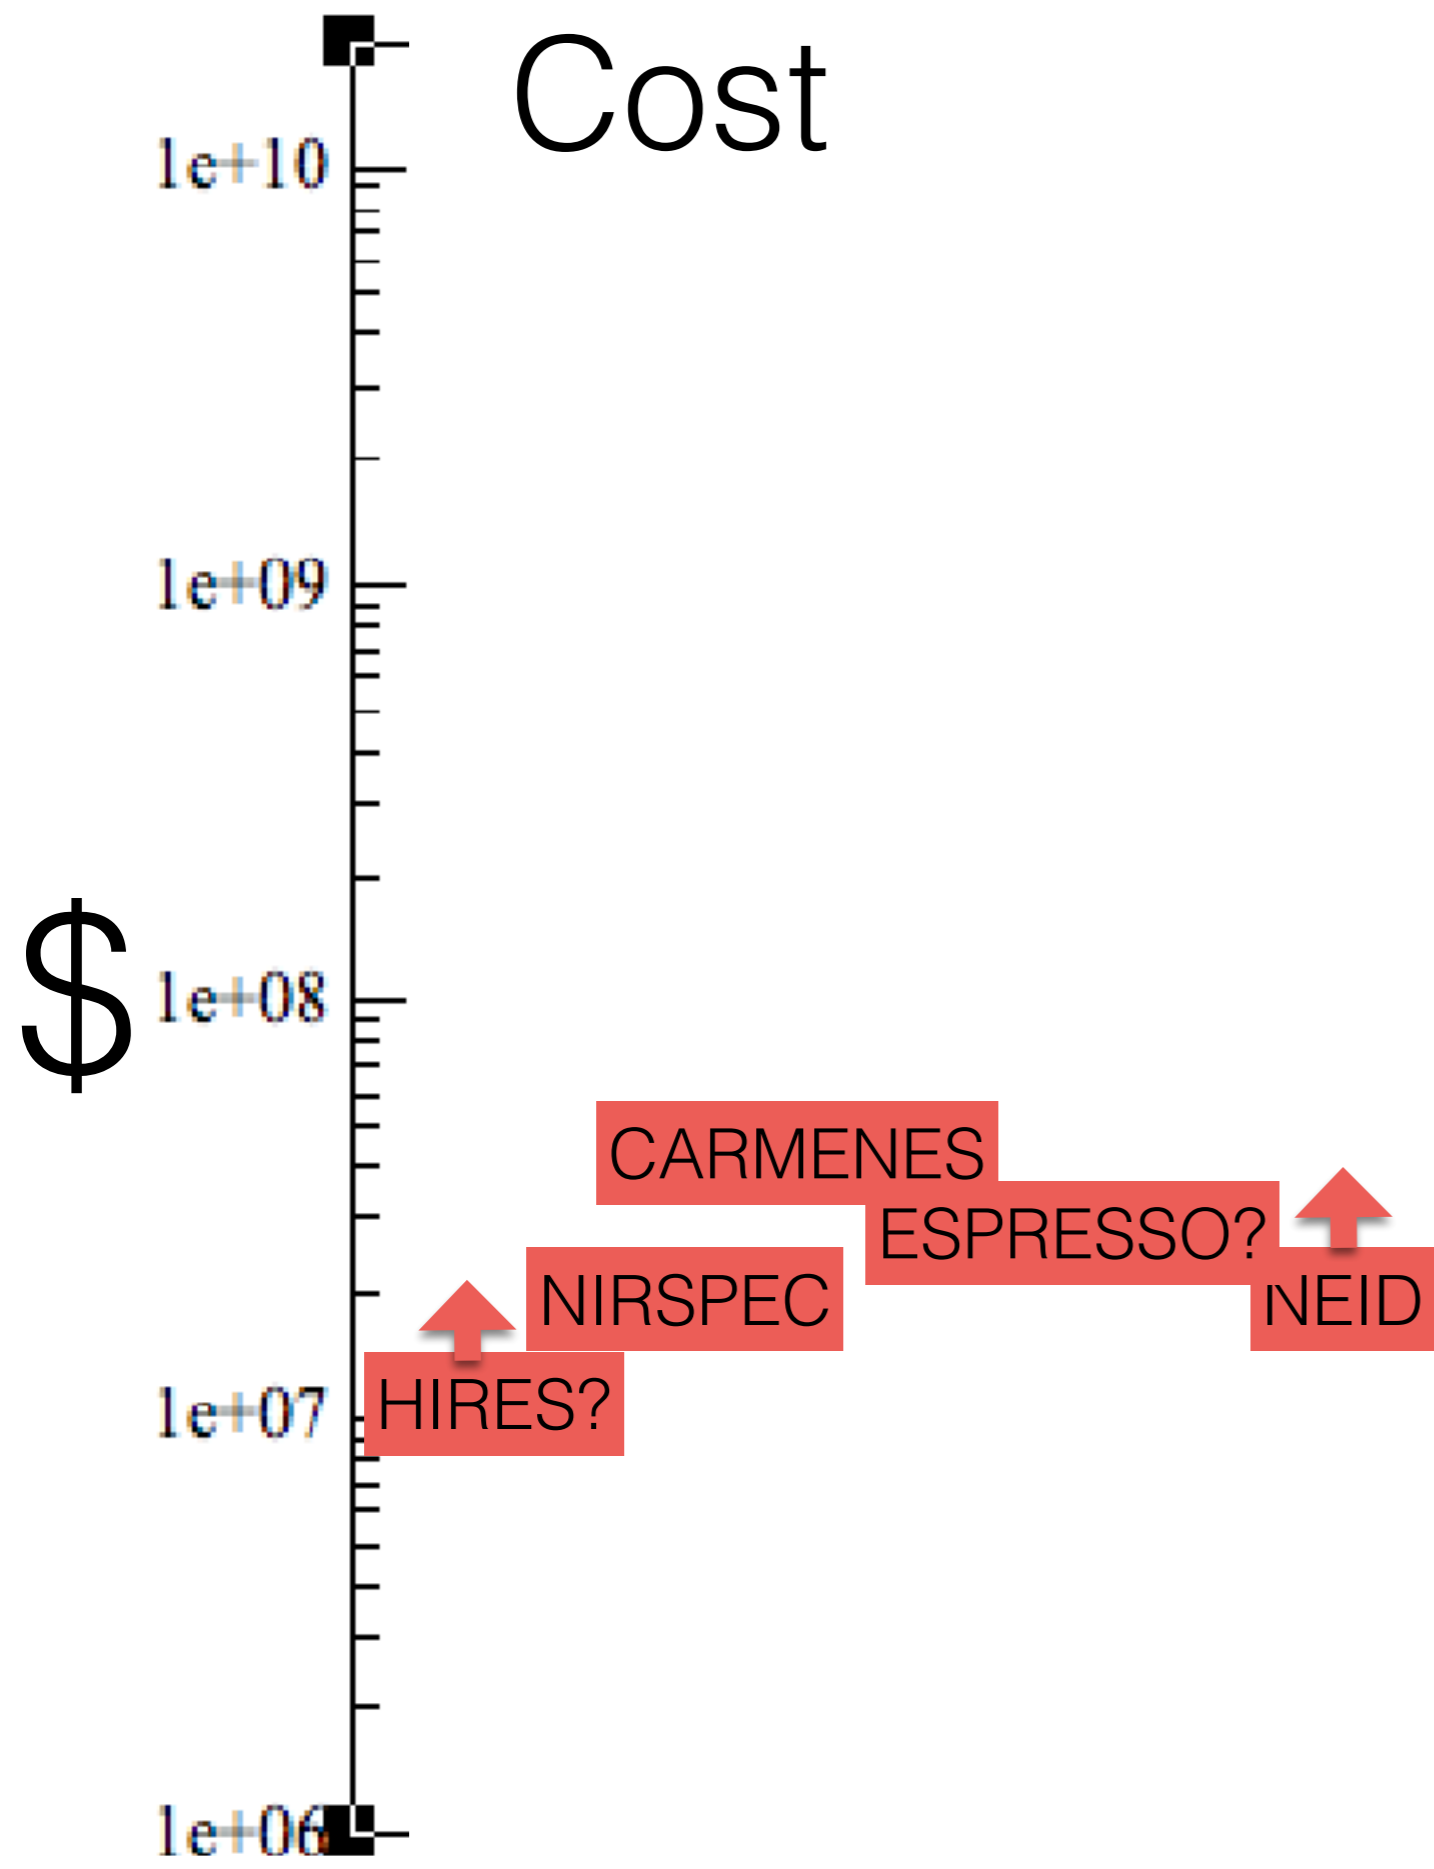 Cost
1e+10
1e+09
$
1e+08
CARMENES
ESPRESSO?
NIRSPEC
NEID
HIRES?
1e+07
1e+06